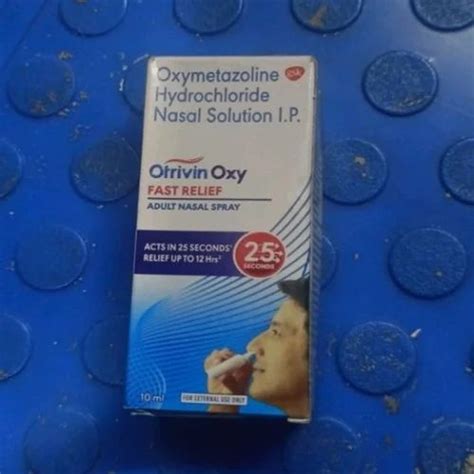 Oxymetazoline
Hydrochloride
Nasal Solution I.P.
gsk
Otrivin Oxy
FAST RELIEF
ADULT NASAL SPRAY
ACTS IN 25 SECONDS
RELIEF UP TO 12 Hrs
25
SECONDS
10 ml
FOR EXTERNAL USE ONLY